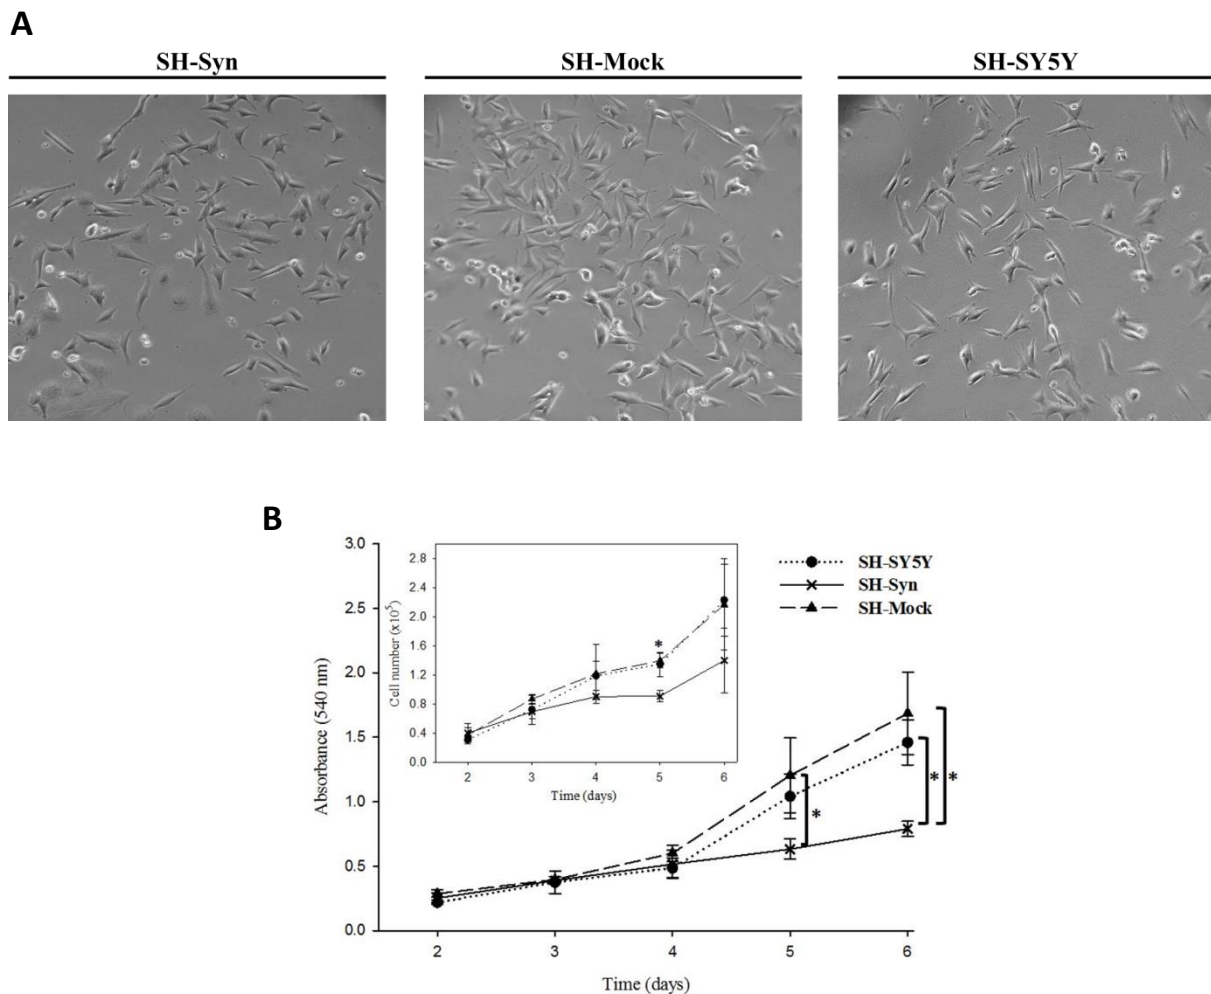 A
SH-Syn SH-Mock SH-SY5Y
B
Absorbance (540 nm)
3.0
2.5
2.0
1.5
1.0
0.5
0.0
2 3 4 5 6
Time (days)
Cell number (x10⁵)
2.8
2.4
2.0
1.6
1.2
0.8
0.4
0.0
2 3 4 5 6
Time (days)
*
SH-SY5Y
SH-Syn
SH-Mock
*
* *